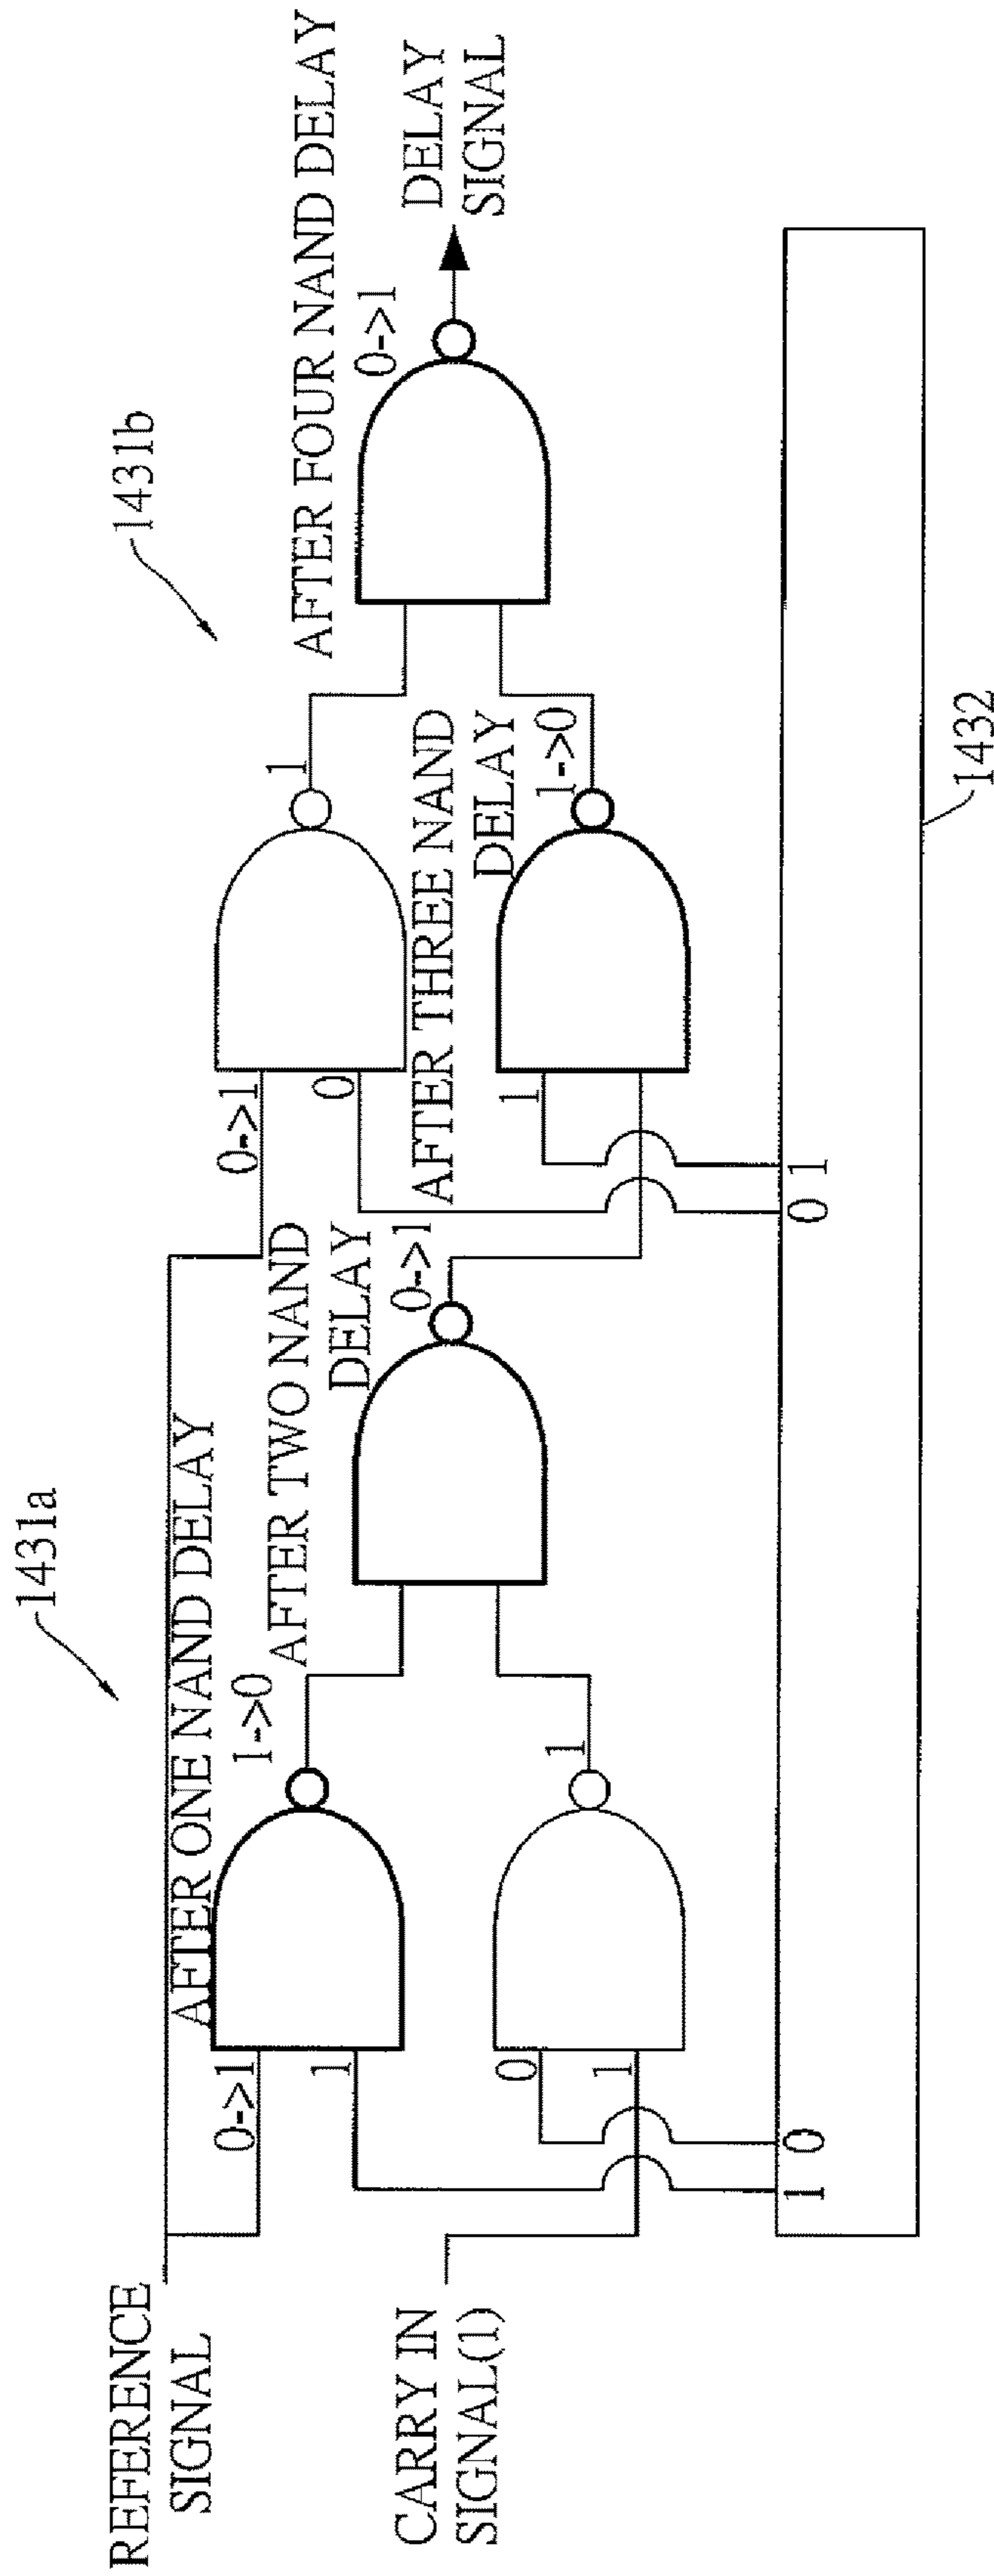 1431a
1431b
REFERENCE
SIGNAL
AFTER ONE NAND DELAY
0->1
1
1->0
AFTER TWO NAND
DELAY
0->1
0->1
0
1
AFTER THREE NAND
DELAY
1
1->0
AFTER FOUR NAND DELAY
0->1
DELAY
SIGNAL
CARRY IN
SIGNAL(1)
0
1
1
1 0
0 1
1432